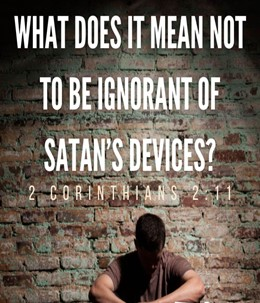 WHAT DOES IT MEAN NOT
TO BE IGNORANT OF
SATAN'S DEVICES?
2 CORINTHIANS 2:11